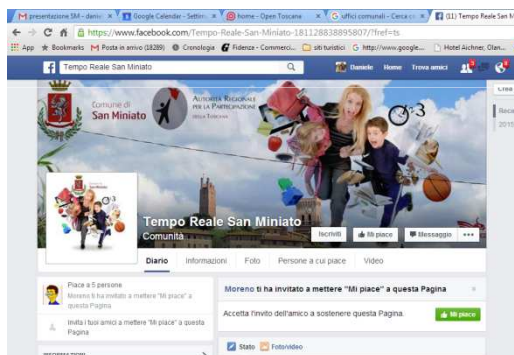 presentazione SM - danie
Google Calendar - Settim
home - Open Toscana
uffici comunali - Cerca c
(11) Tempo Reale San M
https://www.facebook.com/Tempo-Reale-San-Miniato-181128838895807/?fref=ts
App Bookmarks Posta in arrivo (18289) Cronologia Fidenza - Commerci... siti turistici http://www.google... Hotel Aichner, Olan...
Tempo Reale San Miniato
Daniele Home Trova amici
Comune di
San Miniato
Autorità Regionale
per la
Partecipazione
della Toscana
Tempo Reale San Miniato
Comunità
Iscriviti Mi piace Messaggio
Diario Informazioni Foto Persone a cui piace Video
Piace a 5 persone
Moreno ti ha invitato a mettere "Mi piace" a
questa Pagina
Invita i tuoi amici a mettere "Mi piace" a questa
Pagina
Moreno ti ha invitato a mettere "Mi piace" a questa Pagina
Accetta l'invito dell'amico a sostenere questa Pagina.
Mi piace
Stato Foto/video
INFORMAZIONI
2015